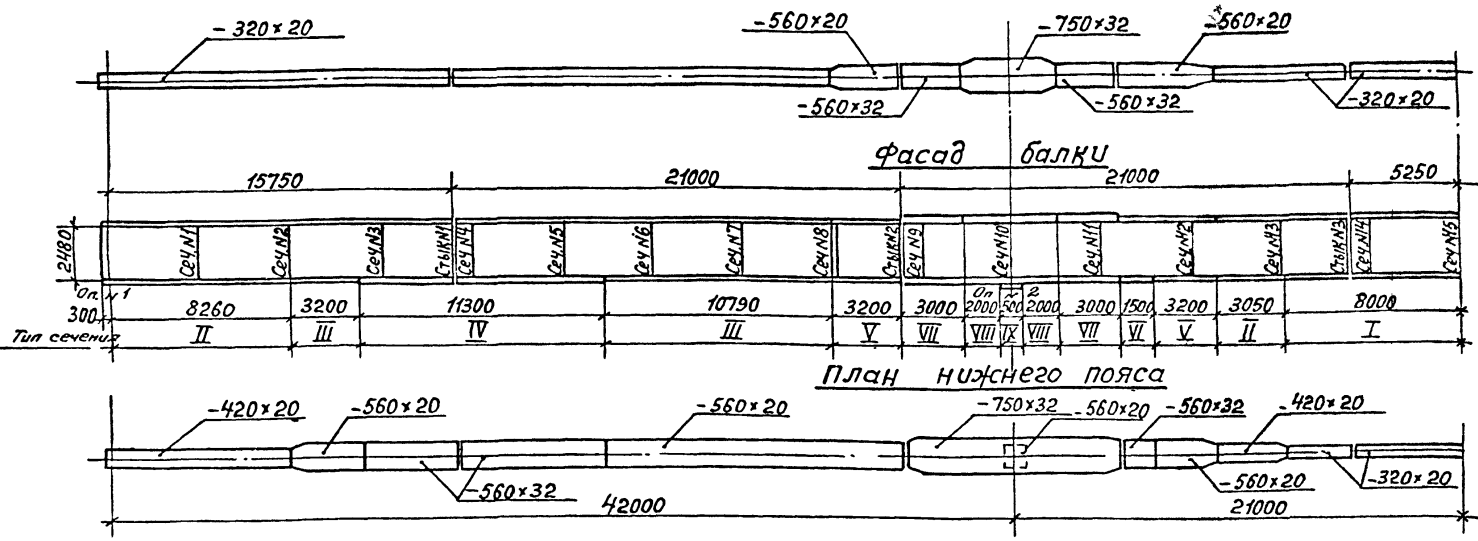 -320×20
-560×20
-750×32
-560×20
-560×32
-560×32
-320×20
Фасад балки
15750
21000
21000
5250
2480
Сеч.N1
Сеч.N2
Сеч.N3
Стык N1
Сеч.N4
Сеч.N5
Сеч.N6
Сеч.N7
Сеч.N8
Стык N2
Сеч.N9
Сеч.N10
Сеч.N11
Сеч.N12
Сеч.N13
Стык N3
Сеч.N14
Сеч.N15
Оп. N 1
Оп 2
300
8260
3200
11300
10790
3200
3000
2000
500
2000
3000
1500
3200
3050
8000
Тип сечения
II
III
IV
III
V
VII
VIII
IX
VIII
VII
VI
V
II
I
План нижнего пояса
-420×20
-560×20
-560×20
-750×32
-560×20
-560×32
-420×20
-560×32
-560×20
-320×20
42000
21000